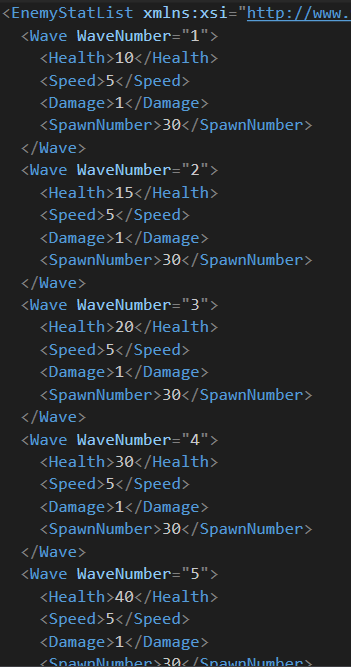 <EnemyStatList xmlns:xsi="http://www.
<Wave WaveNumber="1">
<Health>10</Health>
<Speed>5</Speed>
<Damage>1</Damage>
<SpawnNumber>30</SpawnNumber>
</Wave>
<Wave WaveNumber="2">
<Health>15</Health>
<Speed>5</Speed>
<Damage>1</Damage>
<SpawnNumber>30</SpawnNumber>
</Wave>
<Wave WaveNumber="3">
<Health>20</Health>
<Speed>5</Speed>
<Damage>1</Damage>
<SpawnNumber>30</SpawnNumber>
</Wave>
<Wave WaveNumber="4">
<Health>30</Health>
<Speed>5</Speed>
<Damage>1</Damage>
<SpawnNumber>30</SpawnNumber>
</Wave>
<Wave WaveNumber="5">
<Health>40</Health>
<Speed>5</Speed>
<Damage>1</Damage>
<SpawnNumber>30</SpawnNumber>